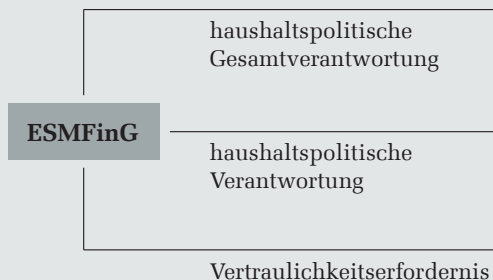 haushaltspolitische
Gesamtverantwortung
ESMFinG
haushaltspolitische
Verantwortung
Vertraulichkeitserfordernis